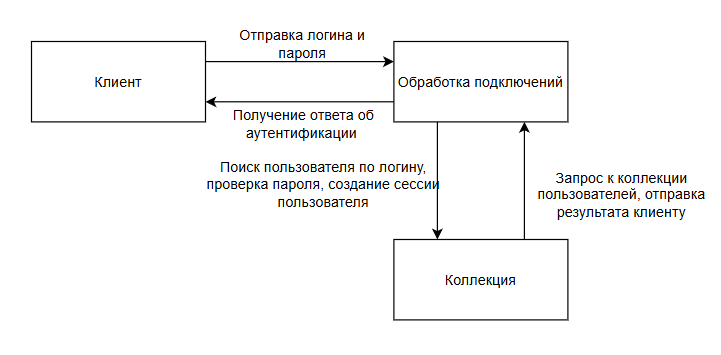 Отправка логина и
пароля
Клиент
Обработка подключений
Получение ответа об
аутентификации
Поиск пользователя по логину,
проверка пароля, создание сессии
пользователя
Запрос к коллекции
пользователей, отправка
результата клиенту
Коллекция